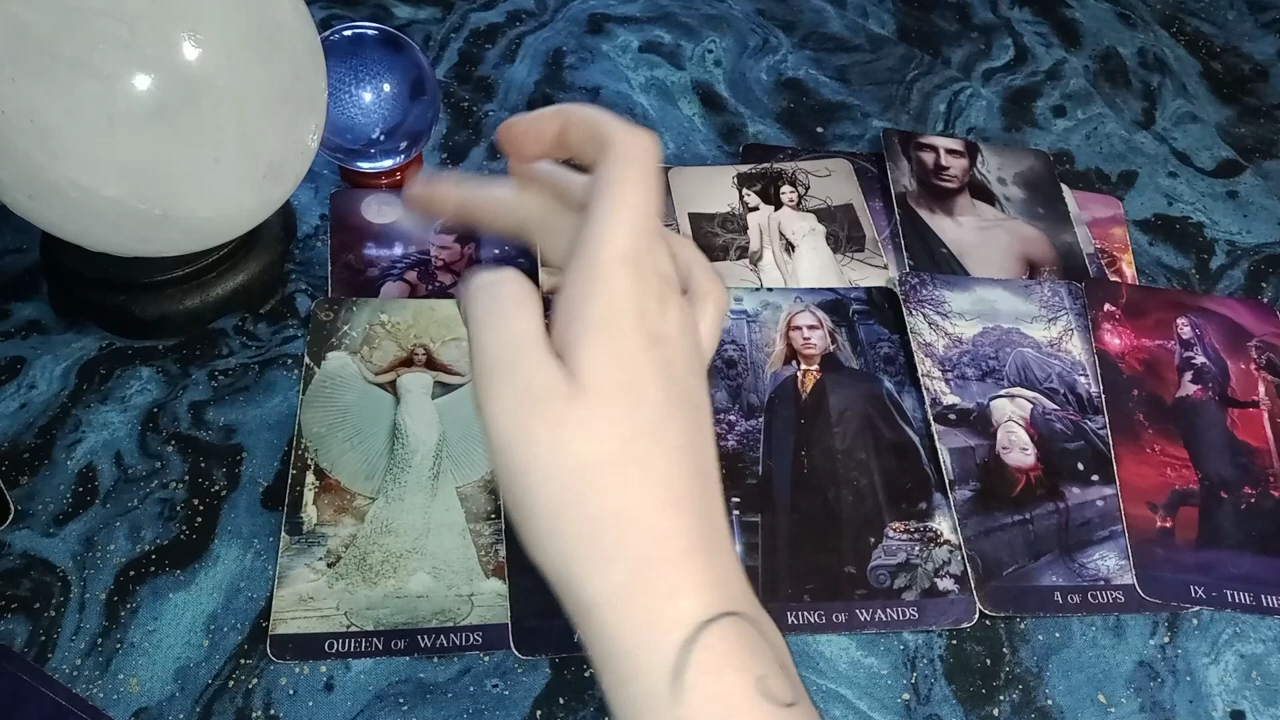 QUEEN OF WANDS
KING OF WANDS
4 OF CUPS
IX - THE